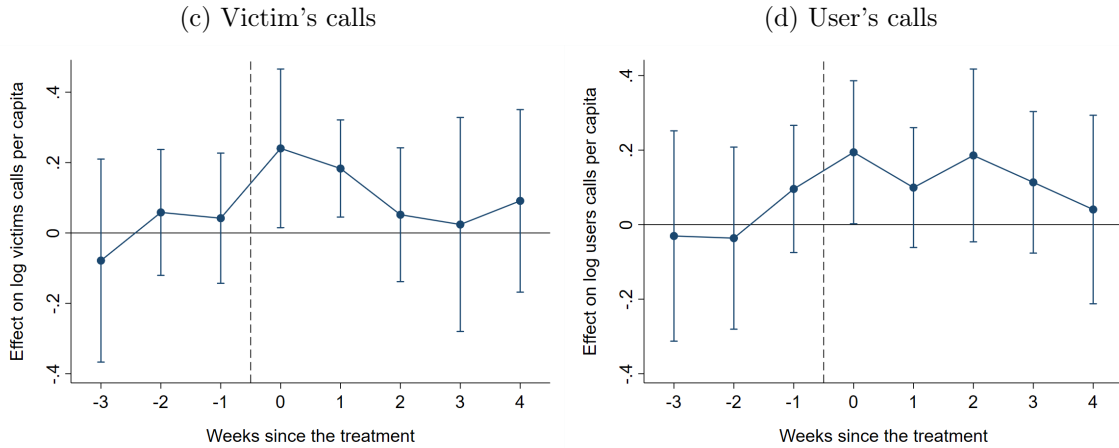 (c) Victim's calls
Effect on log victims calls per capita
.4
.2
0
-.2
-.4
-3 -2 -1 0 1 2 3 4
Weeks since the treatment
(d) User's calls
Effect on log users calls per capita
.4
.2
0
-.2
-.4
-3 -2 -1 0 1 2 3 4
Weeks since the treatment